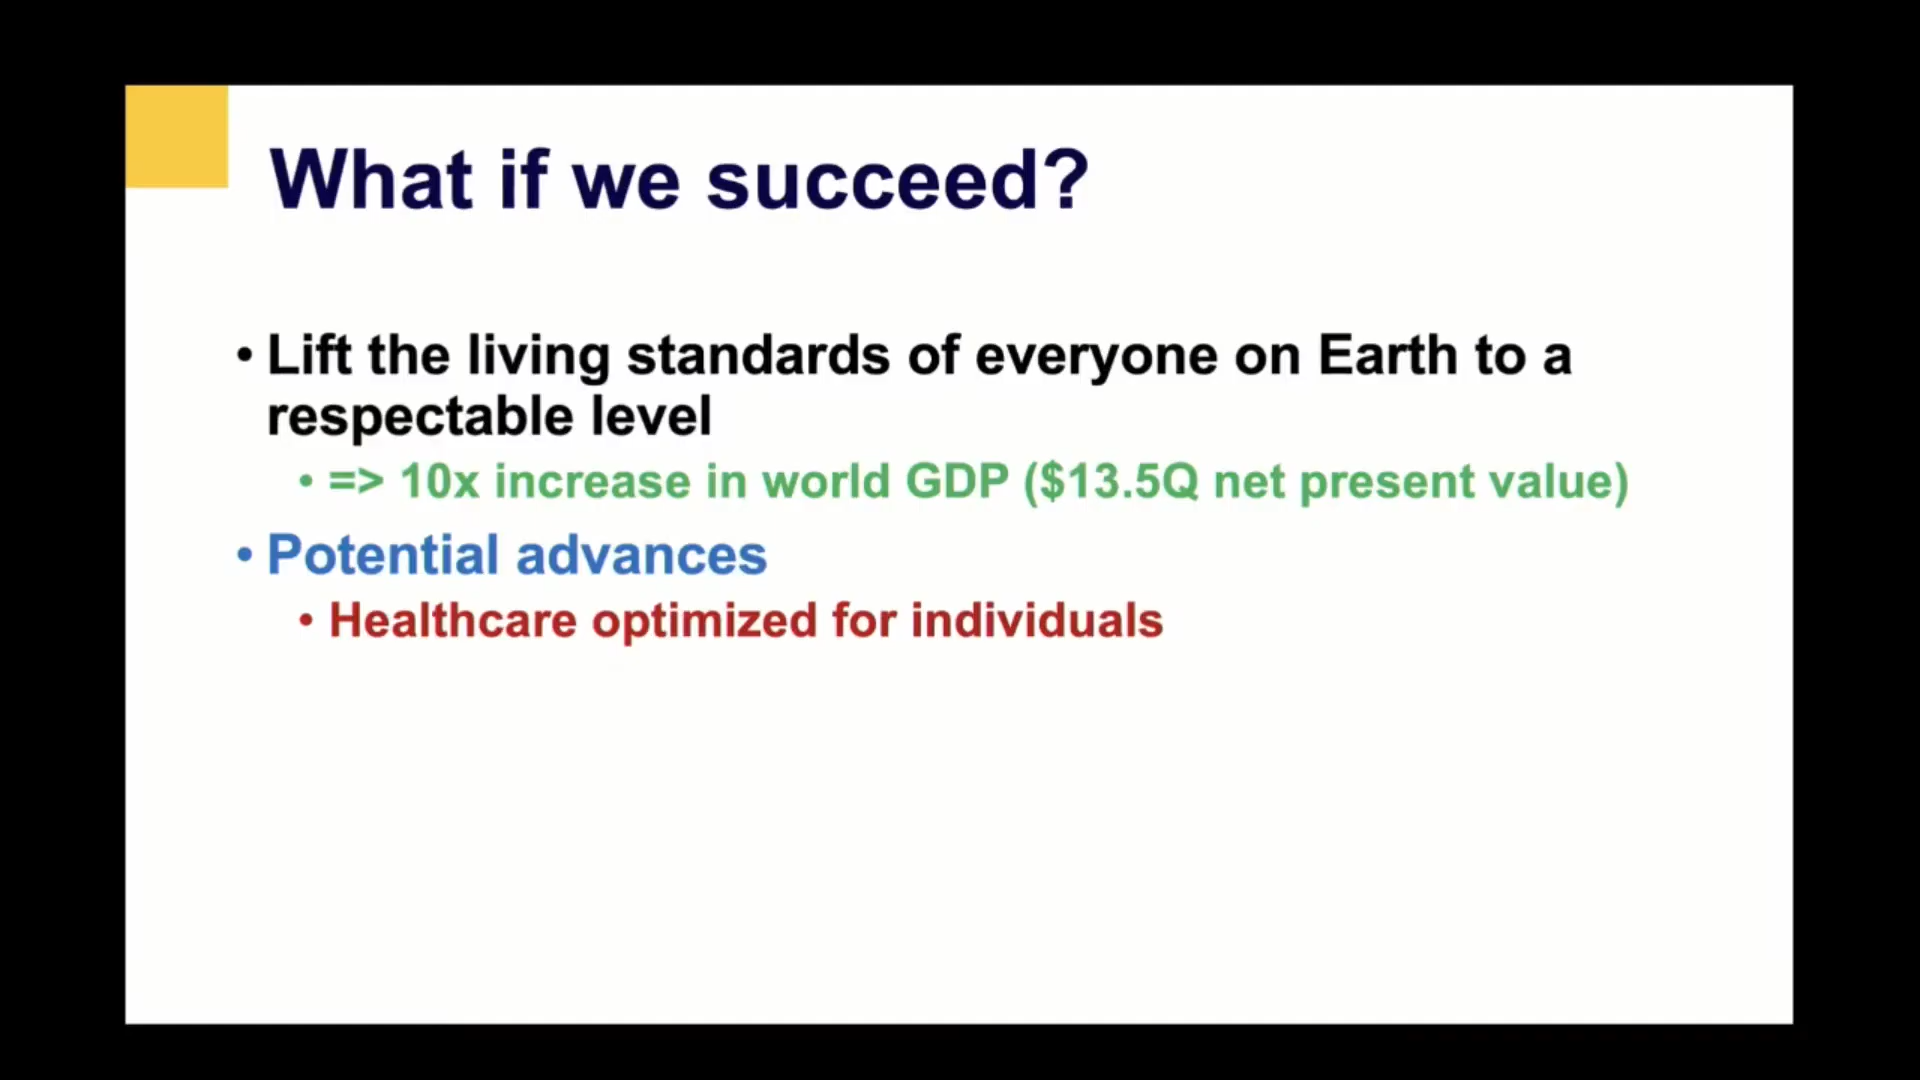 What if we succeed?
• Lift the living standards of everyone on Earth to a
respectable level
• => 10x increase in world GDP ($13.5Q net present value)
• Potential advances
• Healthcare optimized for individuals